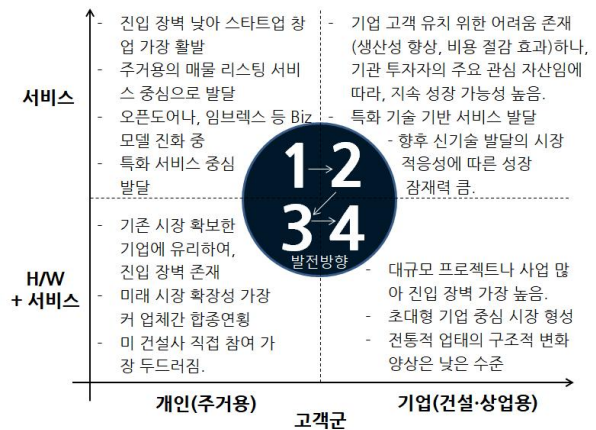 - 진입 장벽 낮아 스타트업 창
업 가장 활발
- 주거용의 매물 리스팅 서비
스 중심으로 발달
- 오픈도어나, 임브렉스 등 Biz
모델 진화 중
- 특화 서비스 중심
발달
- 기업 고객 유치 위한 어려움 존재
(생산성 향상, 비용 절감 효과)하나,
기관 투자자의 주요 관심 자산임에
따라, 지속 성장 가능성 높음.
- 특화 기술 기반 서비스 발달
- 향후 신기술 발달의 시장
적응성에 따른 성장
잠재력 큼.
서비스
1 → 2
3 → 4
발전방향
- 기존 시장 확보한
기업에 유리하여,
진입 장벽 존재
- 미래 시장 확장성 가장
커 업체간 합종연횡
- 미 건설사 직접 참여 가
장 두드러짐.
- 대규모 프로젝트나 사업 많
아 진입 장벽 가장 높음.
- 초대형 기업 중심 시장 형성
- 전통적 업태의 구조적 변화
양상은 낮은 수준
H/W
+ 서비스
개인(주거용)
기업(건설·상업용)
고객군